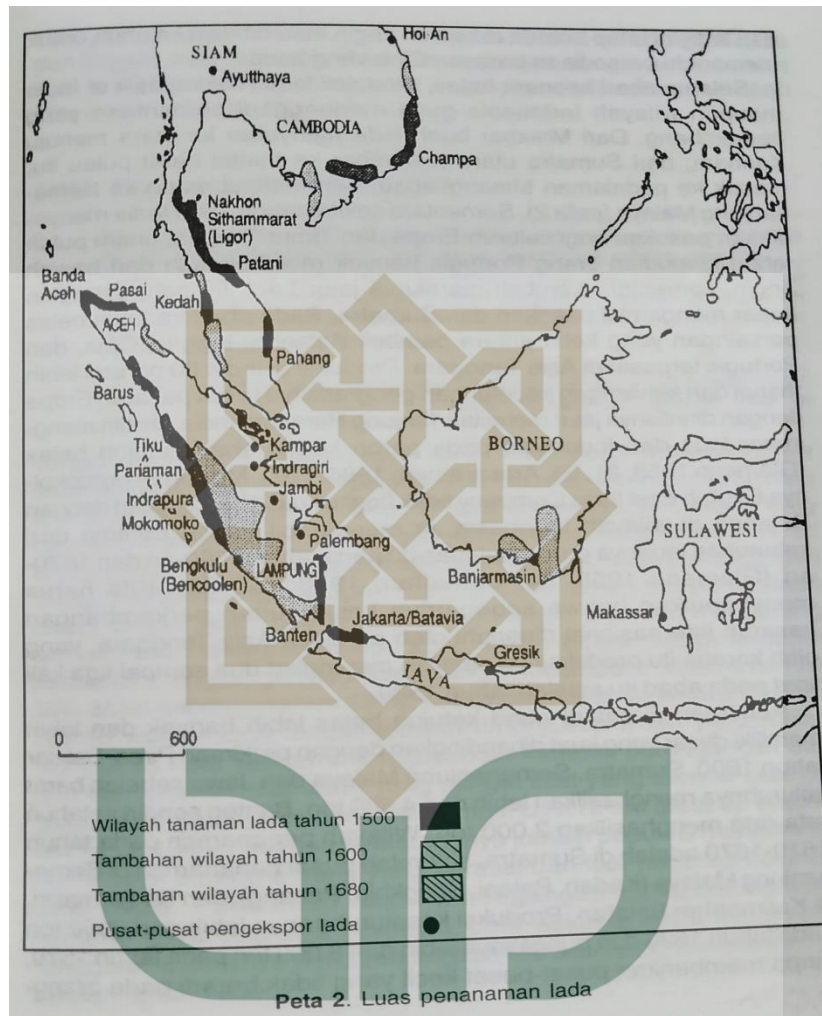 Hoi An
SIAM
Ayutthaya
CAMBODIA
Champa
Nakhon
Sithammarat
(Ligor)
Patani
Banda
Aceh
Pasai
Kedah
ACEH
Pahang
Barus
Tiku
Kampar
Pariaman
Indragiri
BORNEO
Indrapura
Jambi
Mokomoko
Palembang
SULAWESI
Bengkulu
(Bencoolen)
LAMPUNG
Banjarmasin
Jakarta/Batavia
Makassar
Banten
Gresik
JAVA
0 600
Wilayah tanaman lada tahun 1500
Tambahan wilayah tahun 1600
Tambahan wilayah tahun 1680
Pusat-pusat pengekspor lada
Peta 2. Luas penanaman lada